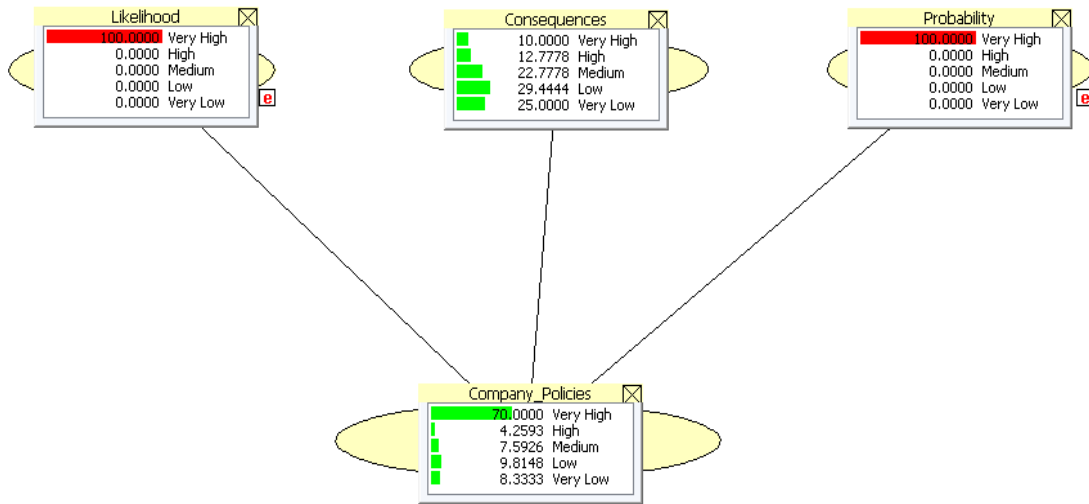 Likelihood
100.0000 Very High
0.0000 High
0.0000 Medium
0.0000 Low
0.0000 Very Low
e
Consequences
10.0000 Very High
12.7778 High
22.7778 Medium
29.4444 Low
25.0000 Very Low
Probability
100.0000 Very High
0.0000 High
0.0000 Medium
0.0000 Low
0.0000 Very Low
e
Company_Policies
70.0000 Very High
4.2593 High
7.5926 Medium
9.8148 Low
8.3333 Very Low